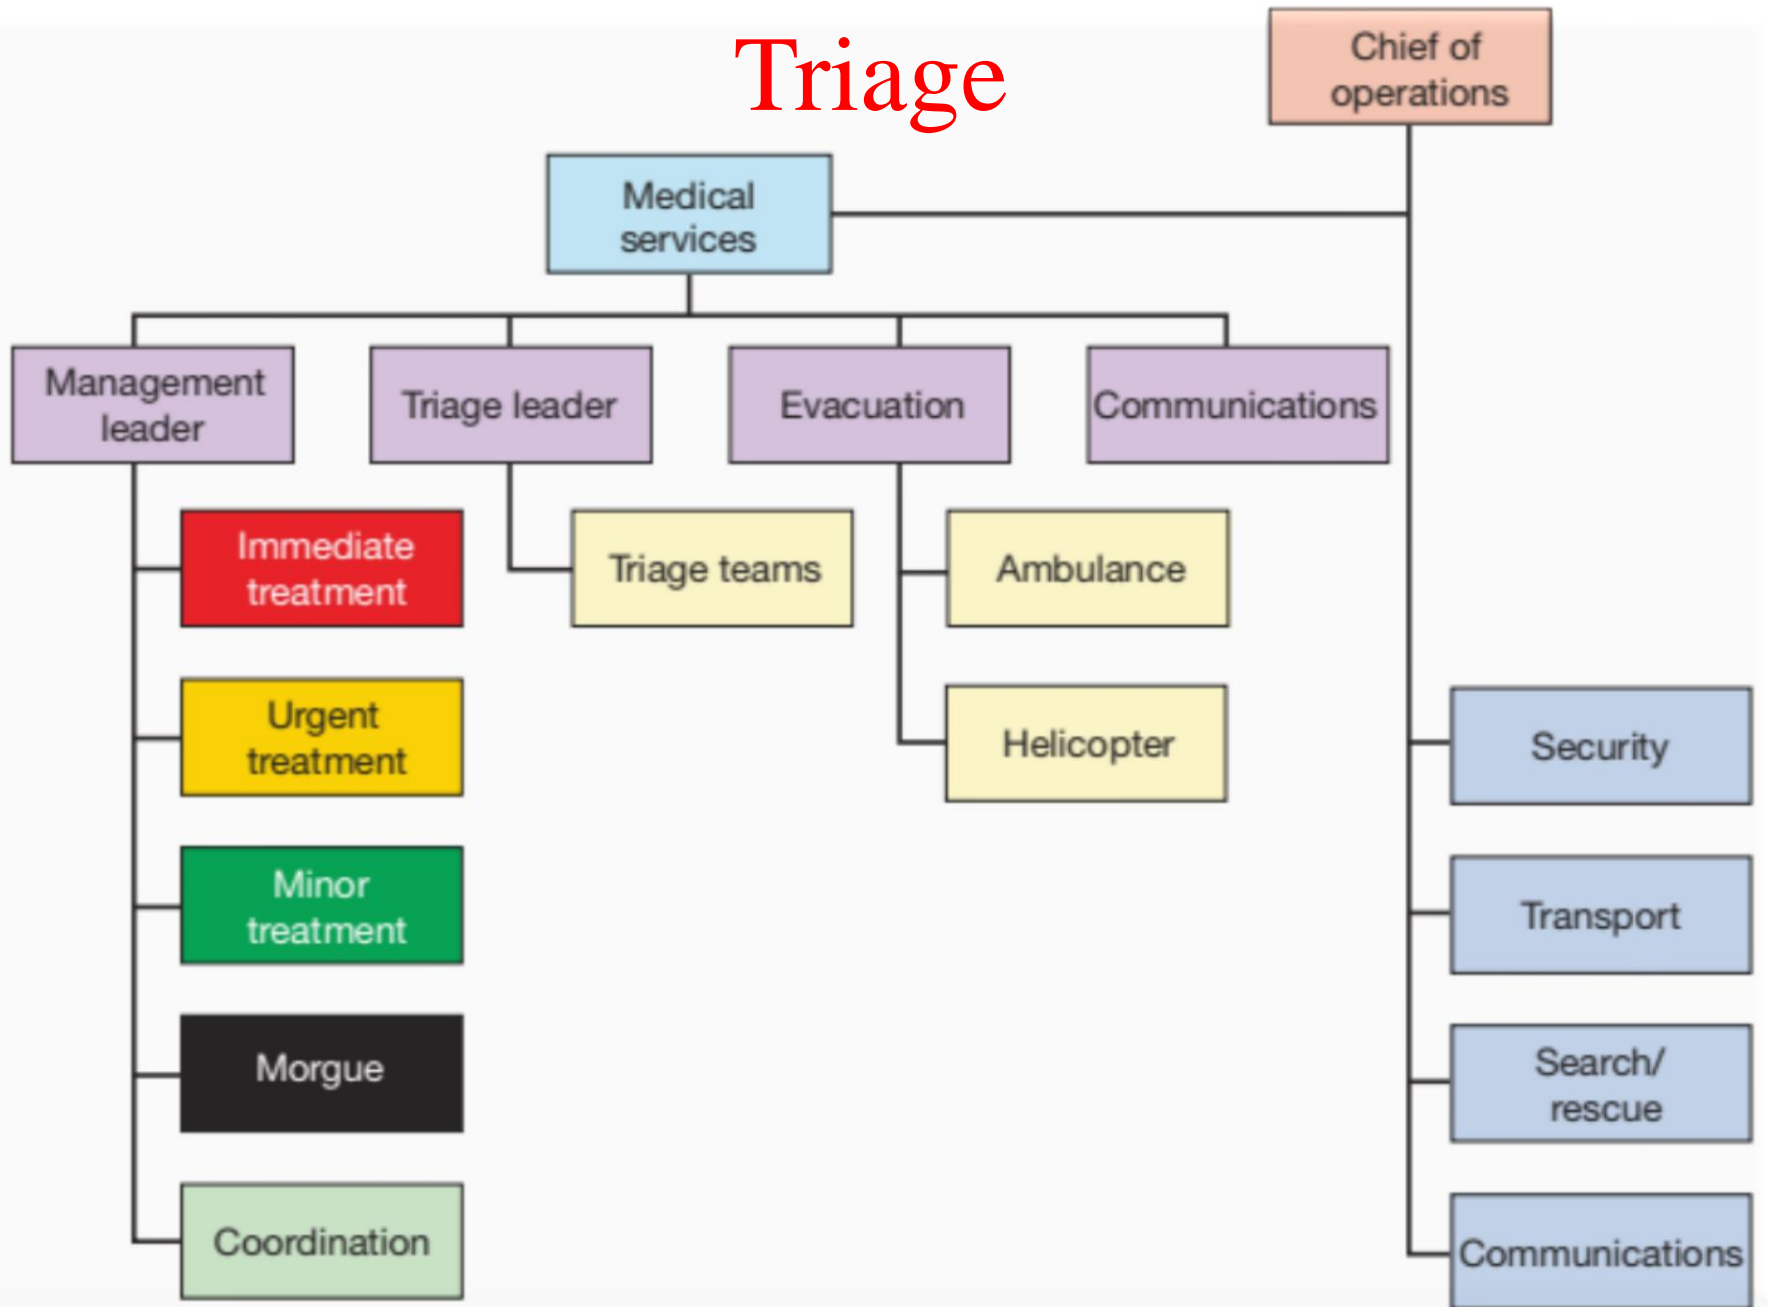 Triage
Chief of
operations
Medical
services
Management
leader
Triage leader
Evacuation
Communications
Immediate
treatment
Triage teams
Ambulance
Urgent
treatment
Helicopter
Security
Minor
treatment
Transport
Morgue
Search/
rescue
Coordination
Communications